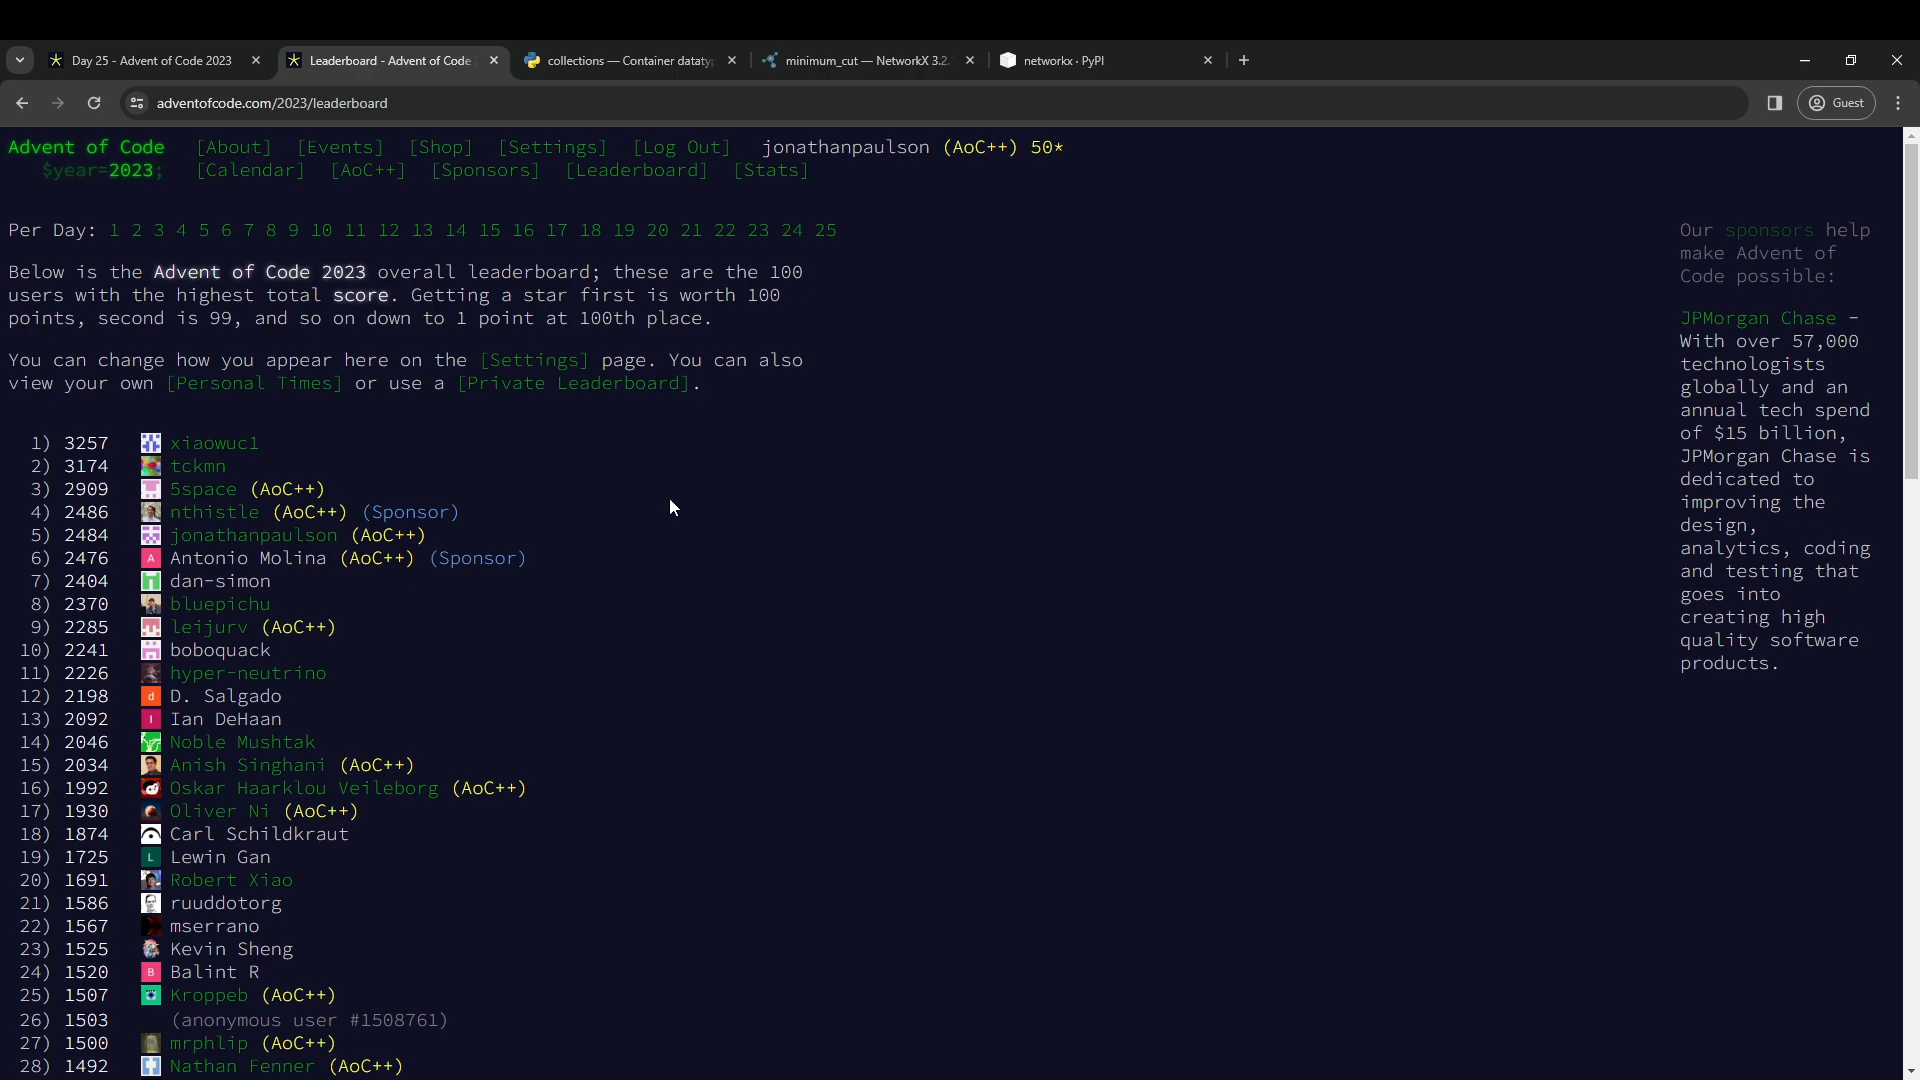 Day 25 - Advent of Code 2023
Leaderboard - Advent of Code
collections — Container dataty
minimum_cut — NetworkX 3.2.
networkx · PyPI
adventofcode.com/2023/leaderboard
Guest
Advent of Code [About] [Events] [Shop] [Settings] [Log Out] jonathanpaulson (AoC++) 50*
$year=2023; [Calendar] [AoC++] [Sponsors] [Leaderboard] [Stats]
Per Day: 1 2 3 4 5 6 7 8 9 10 11 12 13 14 15 16 17 18 19 20 21 22 23 24 25
Below is the Advent of Code 2023 overall leaderboard; these are the 100
users with the highest total score. Getting a star first is worth 100
points, second is 99, and so on down to 1 point at 100th place.
You can change how you appear here on the [Settings] page. You can also
view your own [Personal Times] or use a [Private Leaderboard].
1) 3257 xiaowuc1
2) 3174 tckmn
3) 2909 5space (AoC++)
4) 2486 nthistle (AoC++) (Sponsor)
5) 2484 jonathanpaulson (AoC++)
6) 2476 A Antonio Molina (AoC++) (Sponsor)
7) 2404 dan-simon
8) 2370 bluepichu
9) 2285 leijurv (AoC++)
10) 2241 boboquack
11) 2226 hyper-neutrino
12) 2198 d D. Salgado
13) 2092 I Ian DeHaan
14) 2046 Noble Mushtak
15) 2034 Anish Singhani (AoC++)
16) 1992 Oskar Haarklou Veileborg (AoC++)
17) 1930 Oliver Ni (AoC++)
18) 1874 Carl Schildkraut
19) 1725 L Lewin Gan
20) 1691 Robert Xiao
21) 1586 ruuddotorg
22) 1567 mserrano
23) 1525 Kevin Sheng
24) 1520 B Balint R
25) 1507 Kroppeb (AoC++)
26) 1503 (anonymous user #1508761)
27) 1500 mrphlip (AoC++)
28) 1492 Nathan Fenner (AoC++)
Our sponsors help
make Advent of
Code possible:
JPMorgan Chase -
With over 57,000
technologists
globally and an
annual tech spend
of $15 billion,
JPMorgan Chase is
dedicated to
improving the
design,
analytics, coding
and testing that
goes into
creating high
quality software
products.